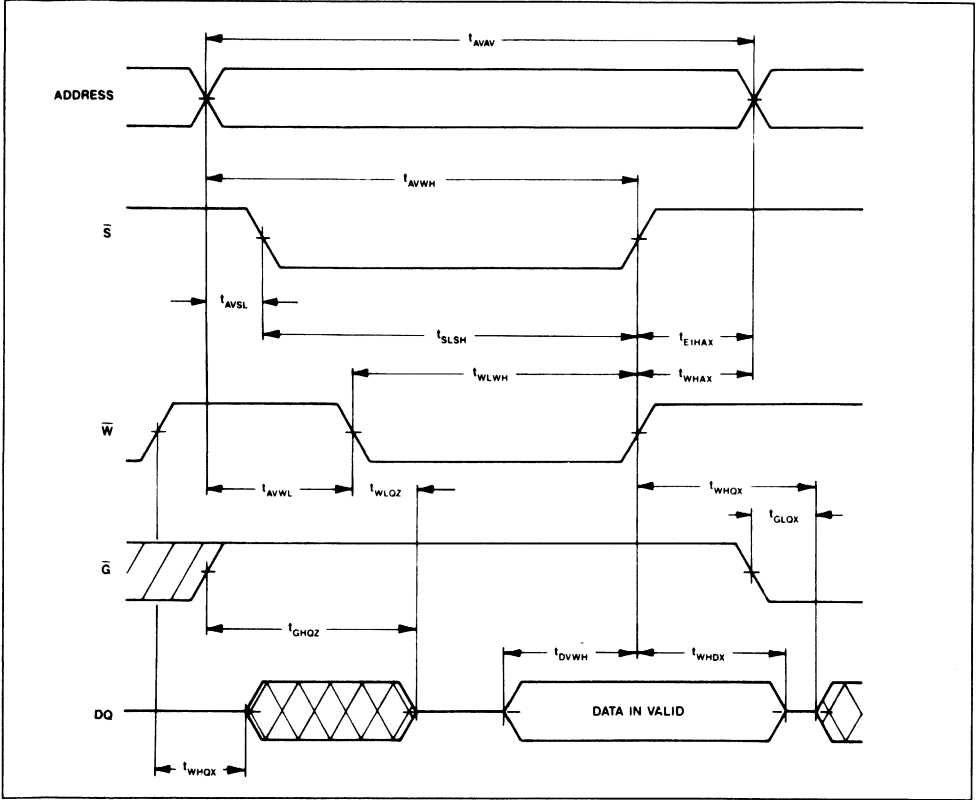 tAVAV
ADDRESS
tAVWH
S̅
tAVSL
tSLSH
tE1HAX
tWLWH
tWHAX
W̅
tAVWL
tWLQZ
tWHQX
tGLQX
G̅
tGHQZ
tDVWH
tWHDX
DQ
DATA IN VALID
tWHQX